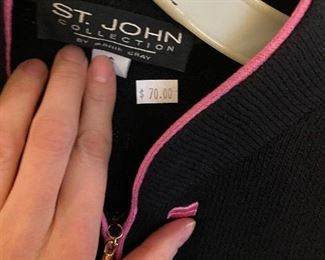 ST. JOHN
COLLECTION
BY MARIE GRAY
$ 70.00